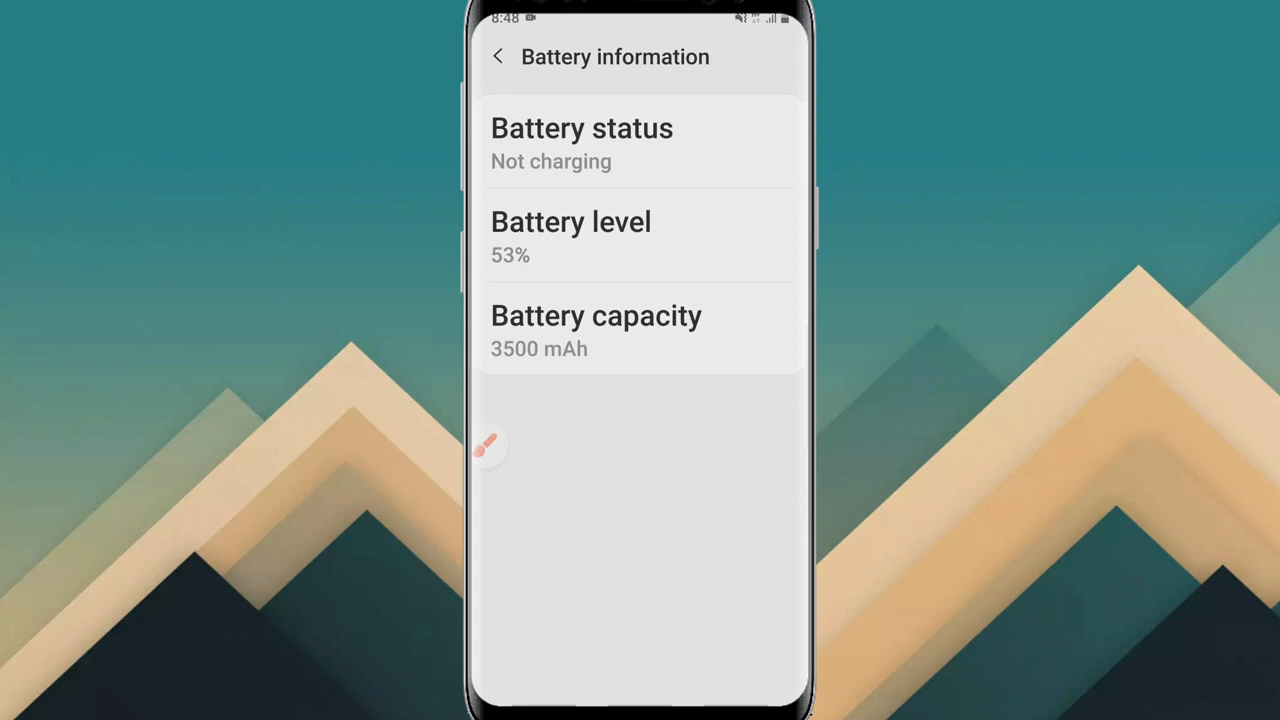 8:48
Battery information
Battery status
Not charging
Battery level
53%
Battery capacity
3500 mAh